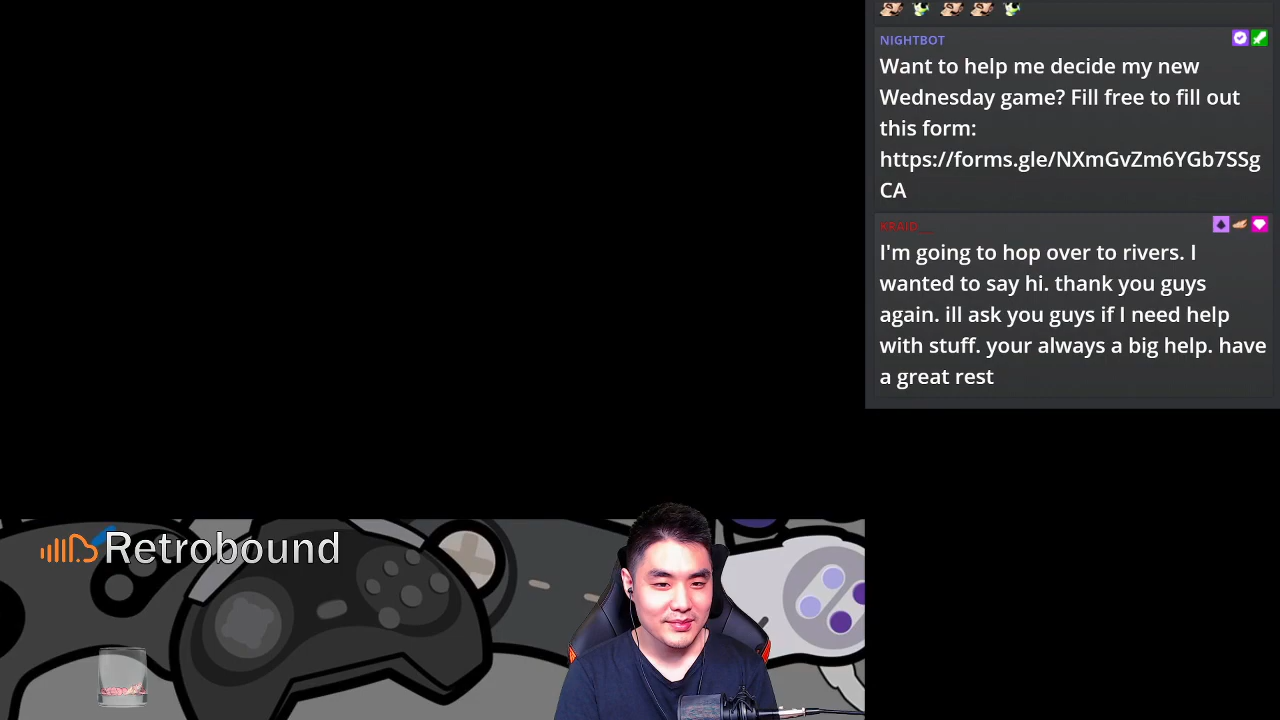 NIGHTBOT
Want to help me decide my new
Wednesday game? Fill free to fill out
this form:
https://forms.gle/NXmGvZm6YGb7SSg
CA
KRAID__
I'm going to hop over to rivers. I
wanted to say hi. thank you guys
again. ill ask you guys if I need help
with stuff. your always a big help. have
a great rest
Retrobound